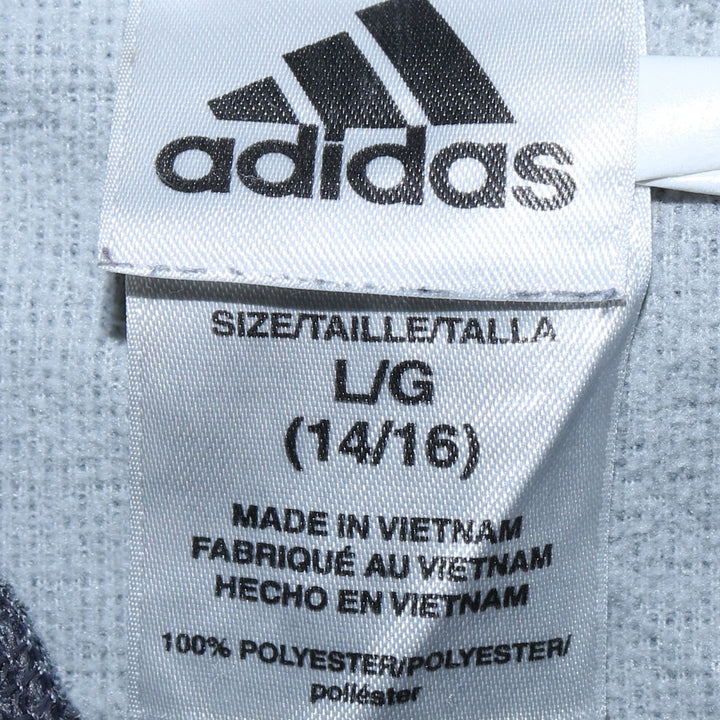 adidas
SIZE/TAILLE/TALLA
L/G
(14/16)
MADE IN VIETNAM
FABRIQUÉ AU VIETNAM
HECHO EN VIETNAM
100% POLYESTER/POLYESTER/
poliéster